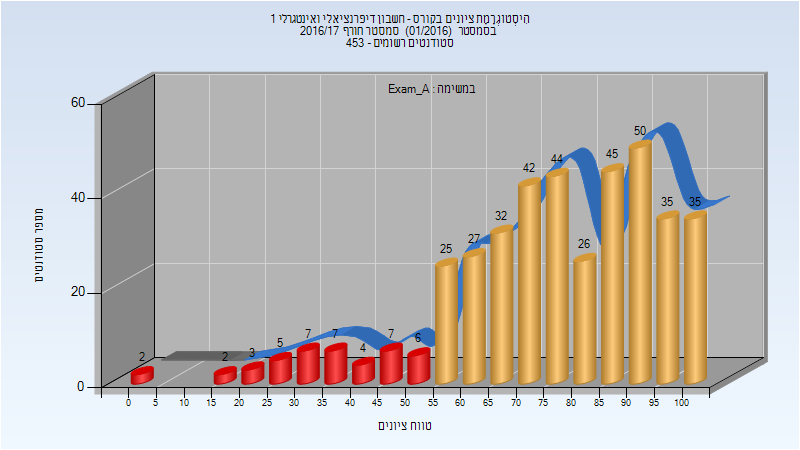 היסטוגרמת ציונים בקורס - חשבון דיפרנציאלי ואינטגרלי 1
בסמסטר (01/2016) סמסטר חורף 2016/17
סטודנטים רשומים - 453
במשימה : Exam_A
מספר סטודנטים
60
40
20
0
2 2 3 5 7 7 4 7 6 25 27 32 42 44 26 45 50 35 35
0 5 10 15 20 25 30 35 40 45 50 55 60 65 70 75 80 85 90 95 100
טווח ציונים